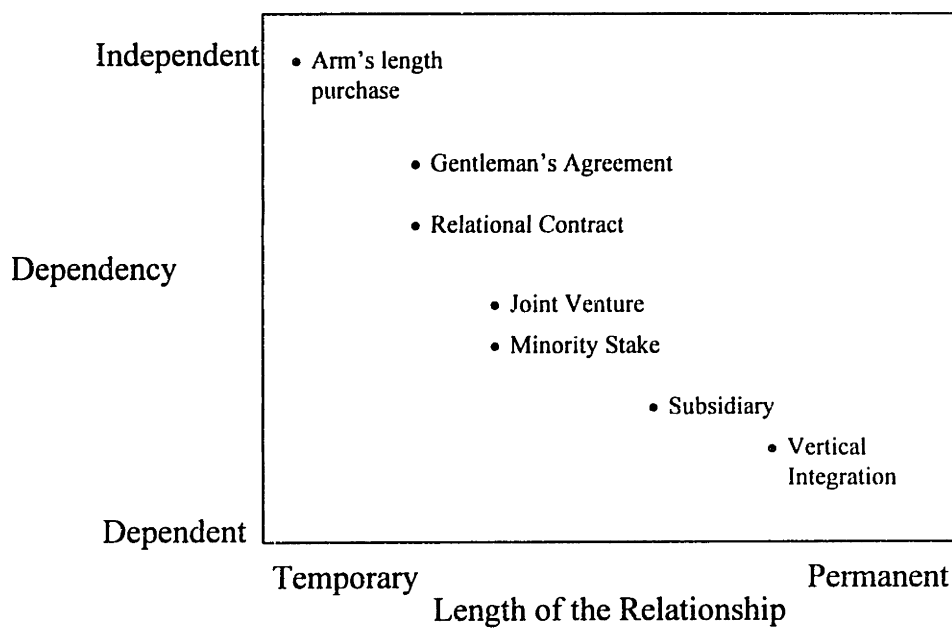 Independent
• Arm's length
purchase
• Gentleman's Agreement
• Relational Contract
Dependency
• Joint Venture
• Minority Stake
• Subsidiary
• Vertical
Integration
Dependent
Temporary
Permanent
Length of the Relationship